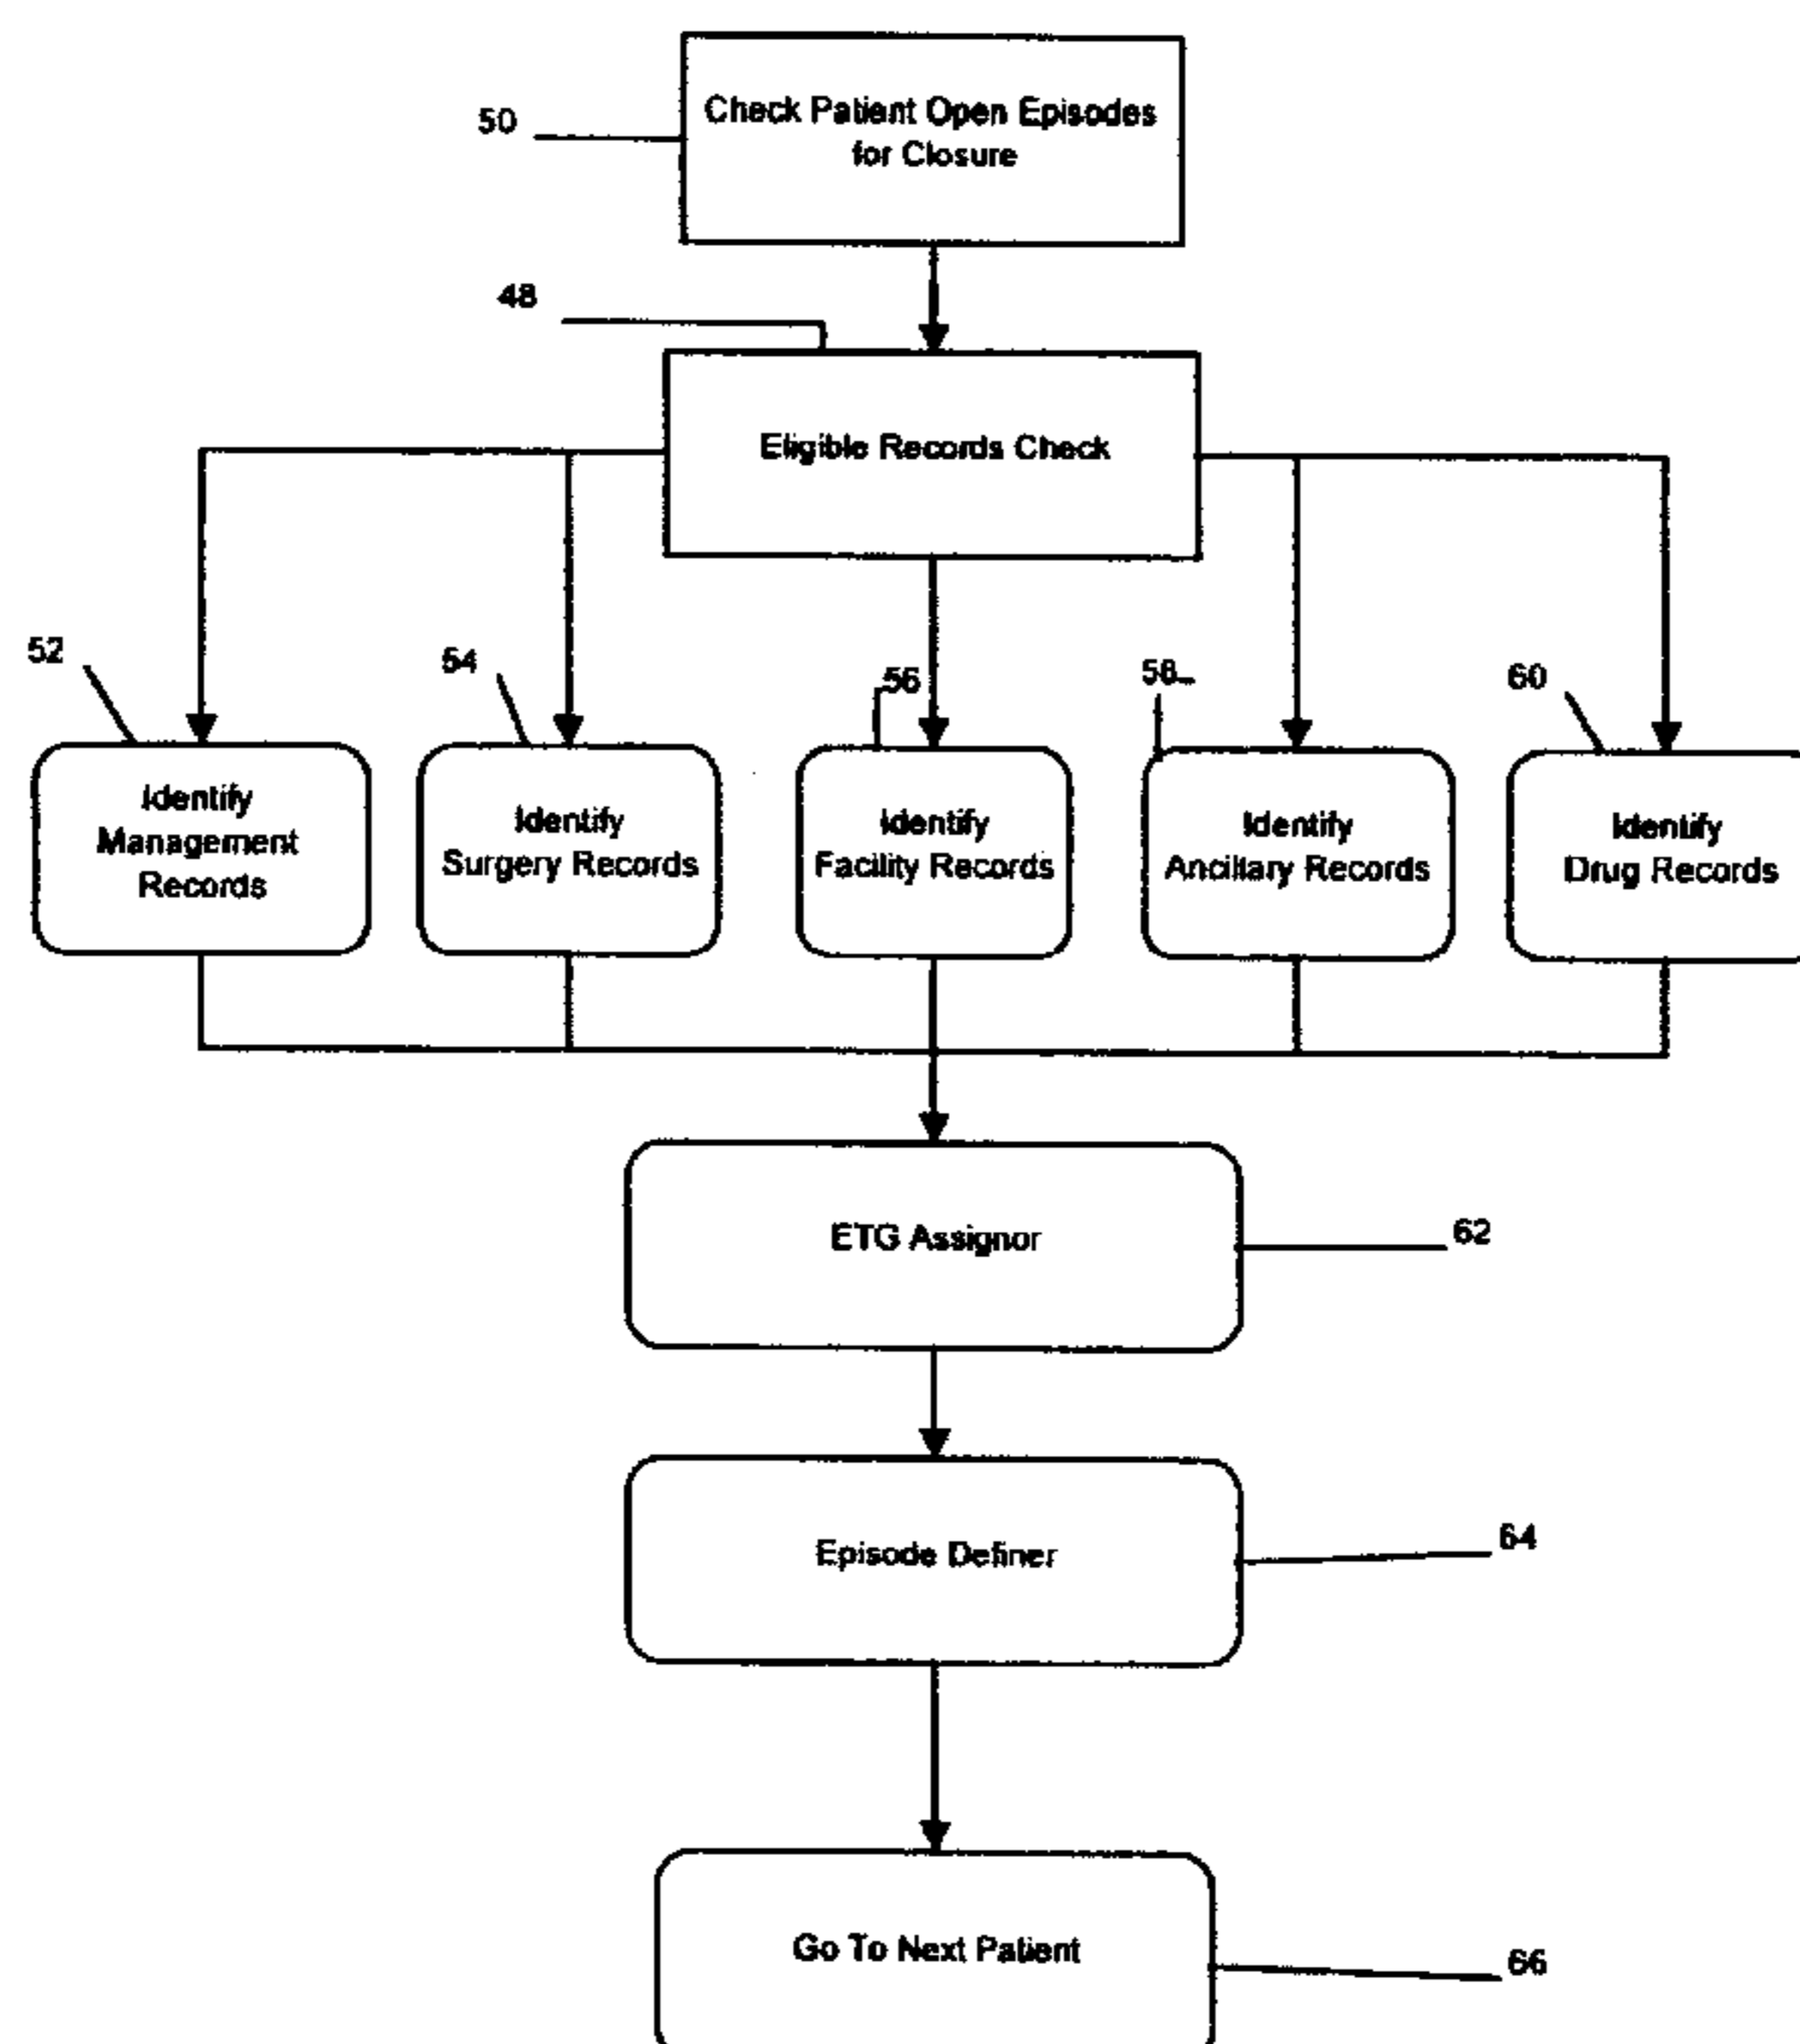 50
Check Patient Open Episodes
for Closure
48
Eligible Records Check
52
54
56
58
60
Identify
Management
Records
Identify
Surgery Records
Identify
Facility Records
Identify
Ancillary Records
Identify
Drug Records
ETG Assignor
62
Episode Definer
64
Go To Next Patient
66